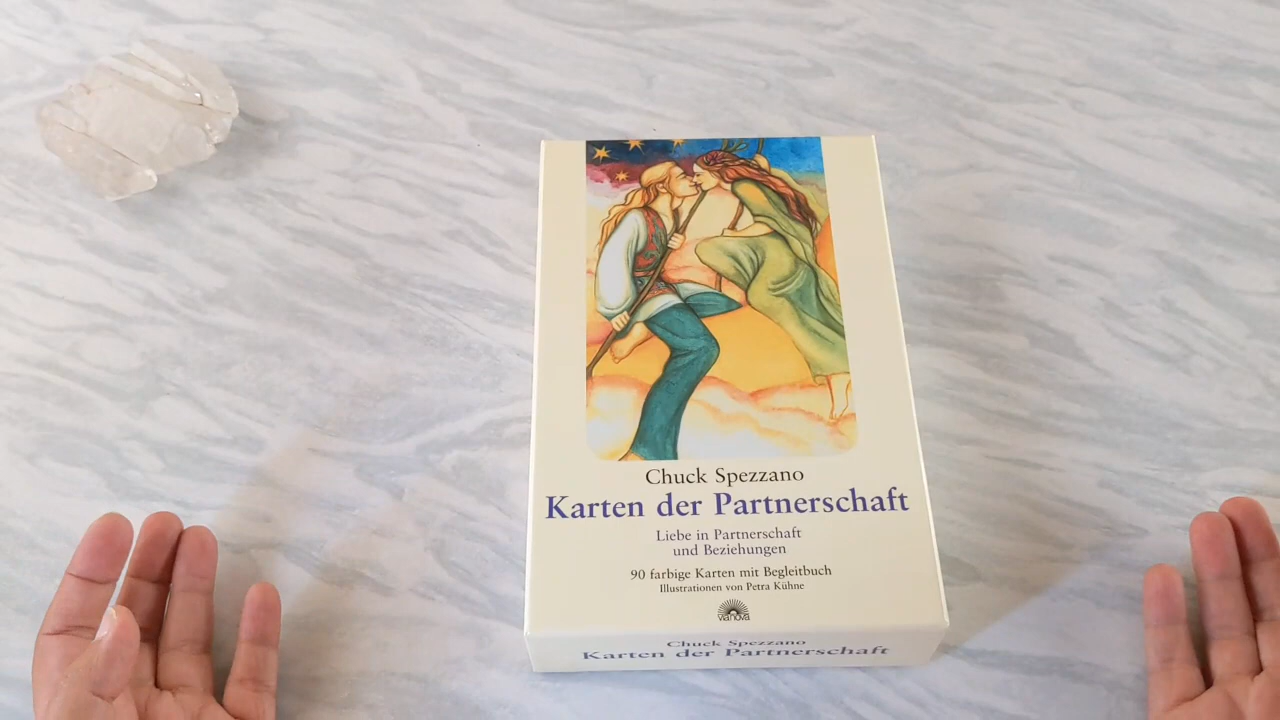 Chuck Spezzano
Karten der Partnerschaft
Liebe in Partnerschaft
und Beziehungen
90 farbige Karten mit Begleitbuch
Illustrationen von Petra Kühne
via nova
Chuck Spezzano
Karten der Partnerschaft